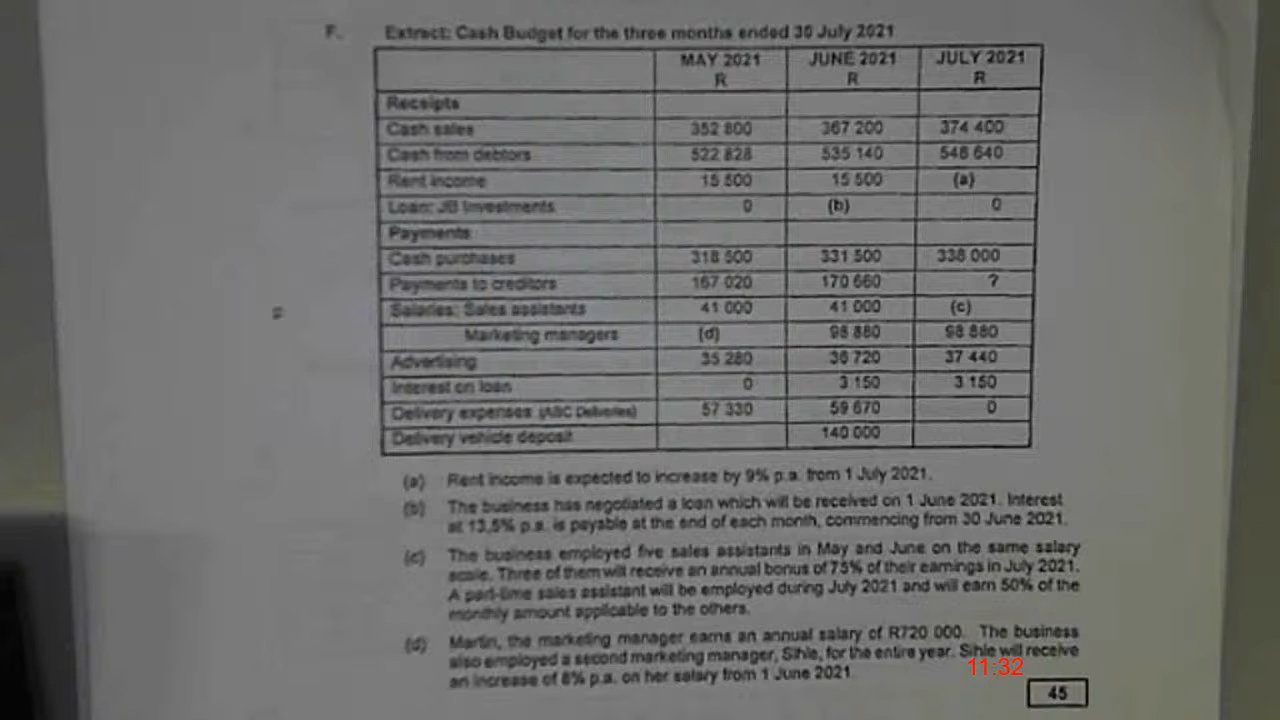 F. Extract: Cash Budget for the three months ended 30 July 2021
MAY 2021 R JUNE 2021 R JULY 2021 R
Receipts
Cash sales 352 800 367 200 374 400
Cash from debtors 522 828 535 140 546 640
Rent income 15 500 15 500 (a)
Loan: JB Investments 0 (b) 0
Payments
Cash purchases 318 500 331 500 338 000
Payments to creditors 167 020 170 660 ?
Salaries: Sales assistants 41 000 41 000 (c)
Marketing managers (d) 98 880 98 880
Advertising 35 280 36 720 37 440
Interest on loan 0 3 150 3 150
Delivery expenses (ABC Deliveries) 57 330 59 670 0
Delivery vehicle deposit 140 000
(a) Rent income is expected to increase by 9% p.a. from 1 July 2021.
(b) The business has negotiated a loan which will be received on 1 June 2021. Interest
at 13,5% p.a. is payable at the end of each month, commencing from 30 June 2021.
(c) The business employed five sales assistants in May and June on the same salary
scale. Three of them will receive an annual bonus of 75% of their earnings in July 2021.
A part-time sales assistant will be employed during July 2021 and will earn 50% of the
monthly amount applicable to the others.
(d) Martin, the marketing manager earns an annual salary of R720 000. The business
also employed a second marketing manager, Sihle, for the entire year. Sihle will receive
an increase of 8% p.a. on her salary from 1 June 2021
11:32
45